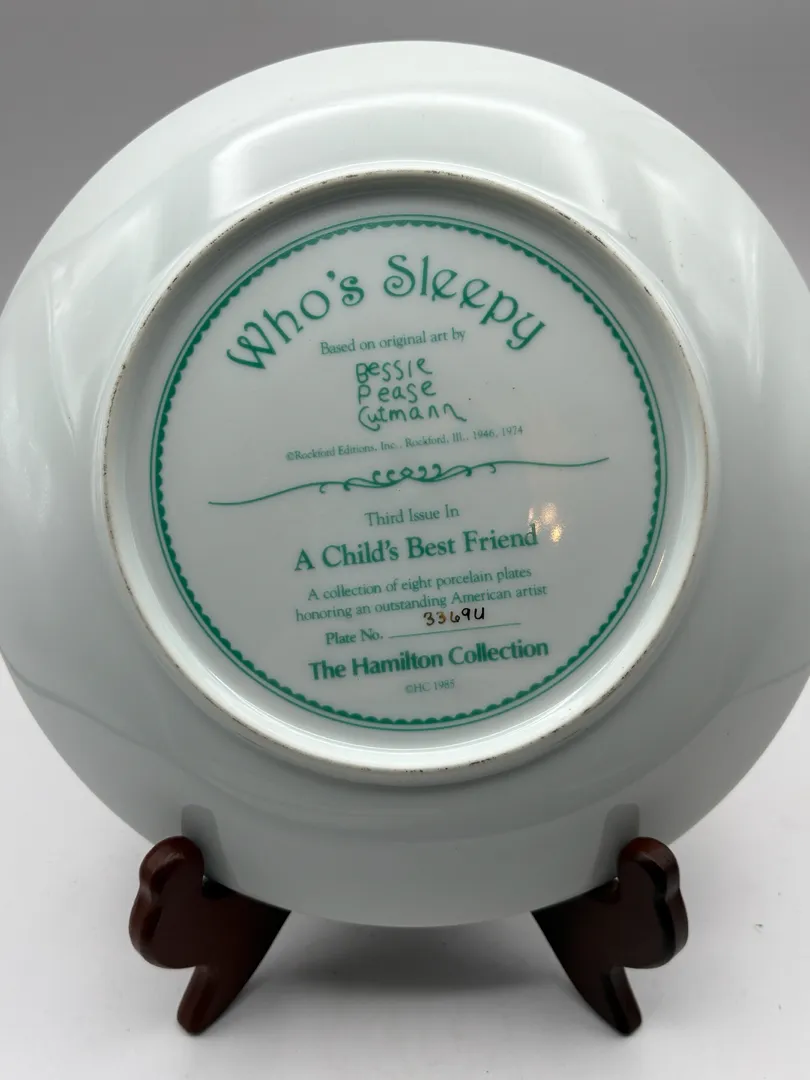 Who's Sleepy
Based on original art by
Bessie
Pease
Gutmann
©Rockford Editions, Inc., Rockford, Ill., 1946, 1974
Third Issue In
A Child's Best Friend
A collection of eight porcelain plates
honoring an outstanding American artist
Plate No. 3369U
The Hamilton Collection
©HC 1985